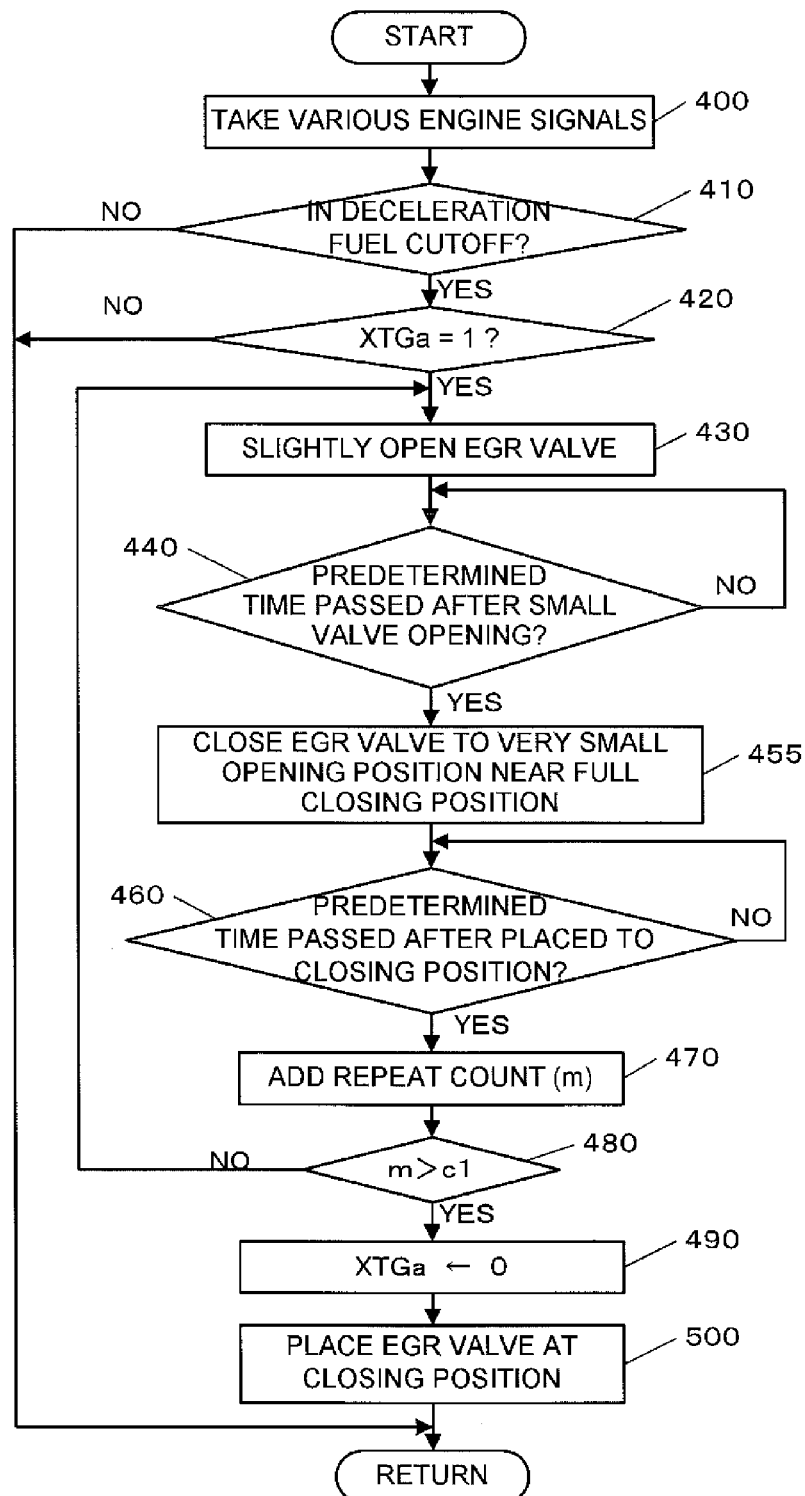 START
TAKE VARIOUS ENGINE SIGNALS
400
IN DECELERATION
FUEL CUTOFF?
410
NO
YES
XTGa = 1 ?
420
NO
YES
SLIGHTLY OPEN EGR VALVE
430
440
PREDETERMINED
TIME PASSED AFTER SMALL
VALVE OPENING?
NO
YES
CLOSE EGR VALVE TO VERY SMALL
OPENING POSITION NEAR FULL
CLOSING POSITION
455
460
PREDETERMINED
TIME PASSED AFTER PLACED TO
CLOSING POSITION?
NO
YES
ADD REPEAT COUNT (m)
470
m>c1
480
NO
YES
XTGa ← 0
490
PLACE EGR VALVE AT
CLOSING POSITION
500
RETURN